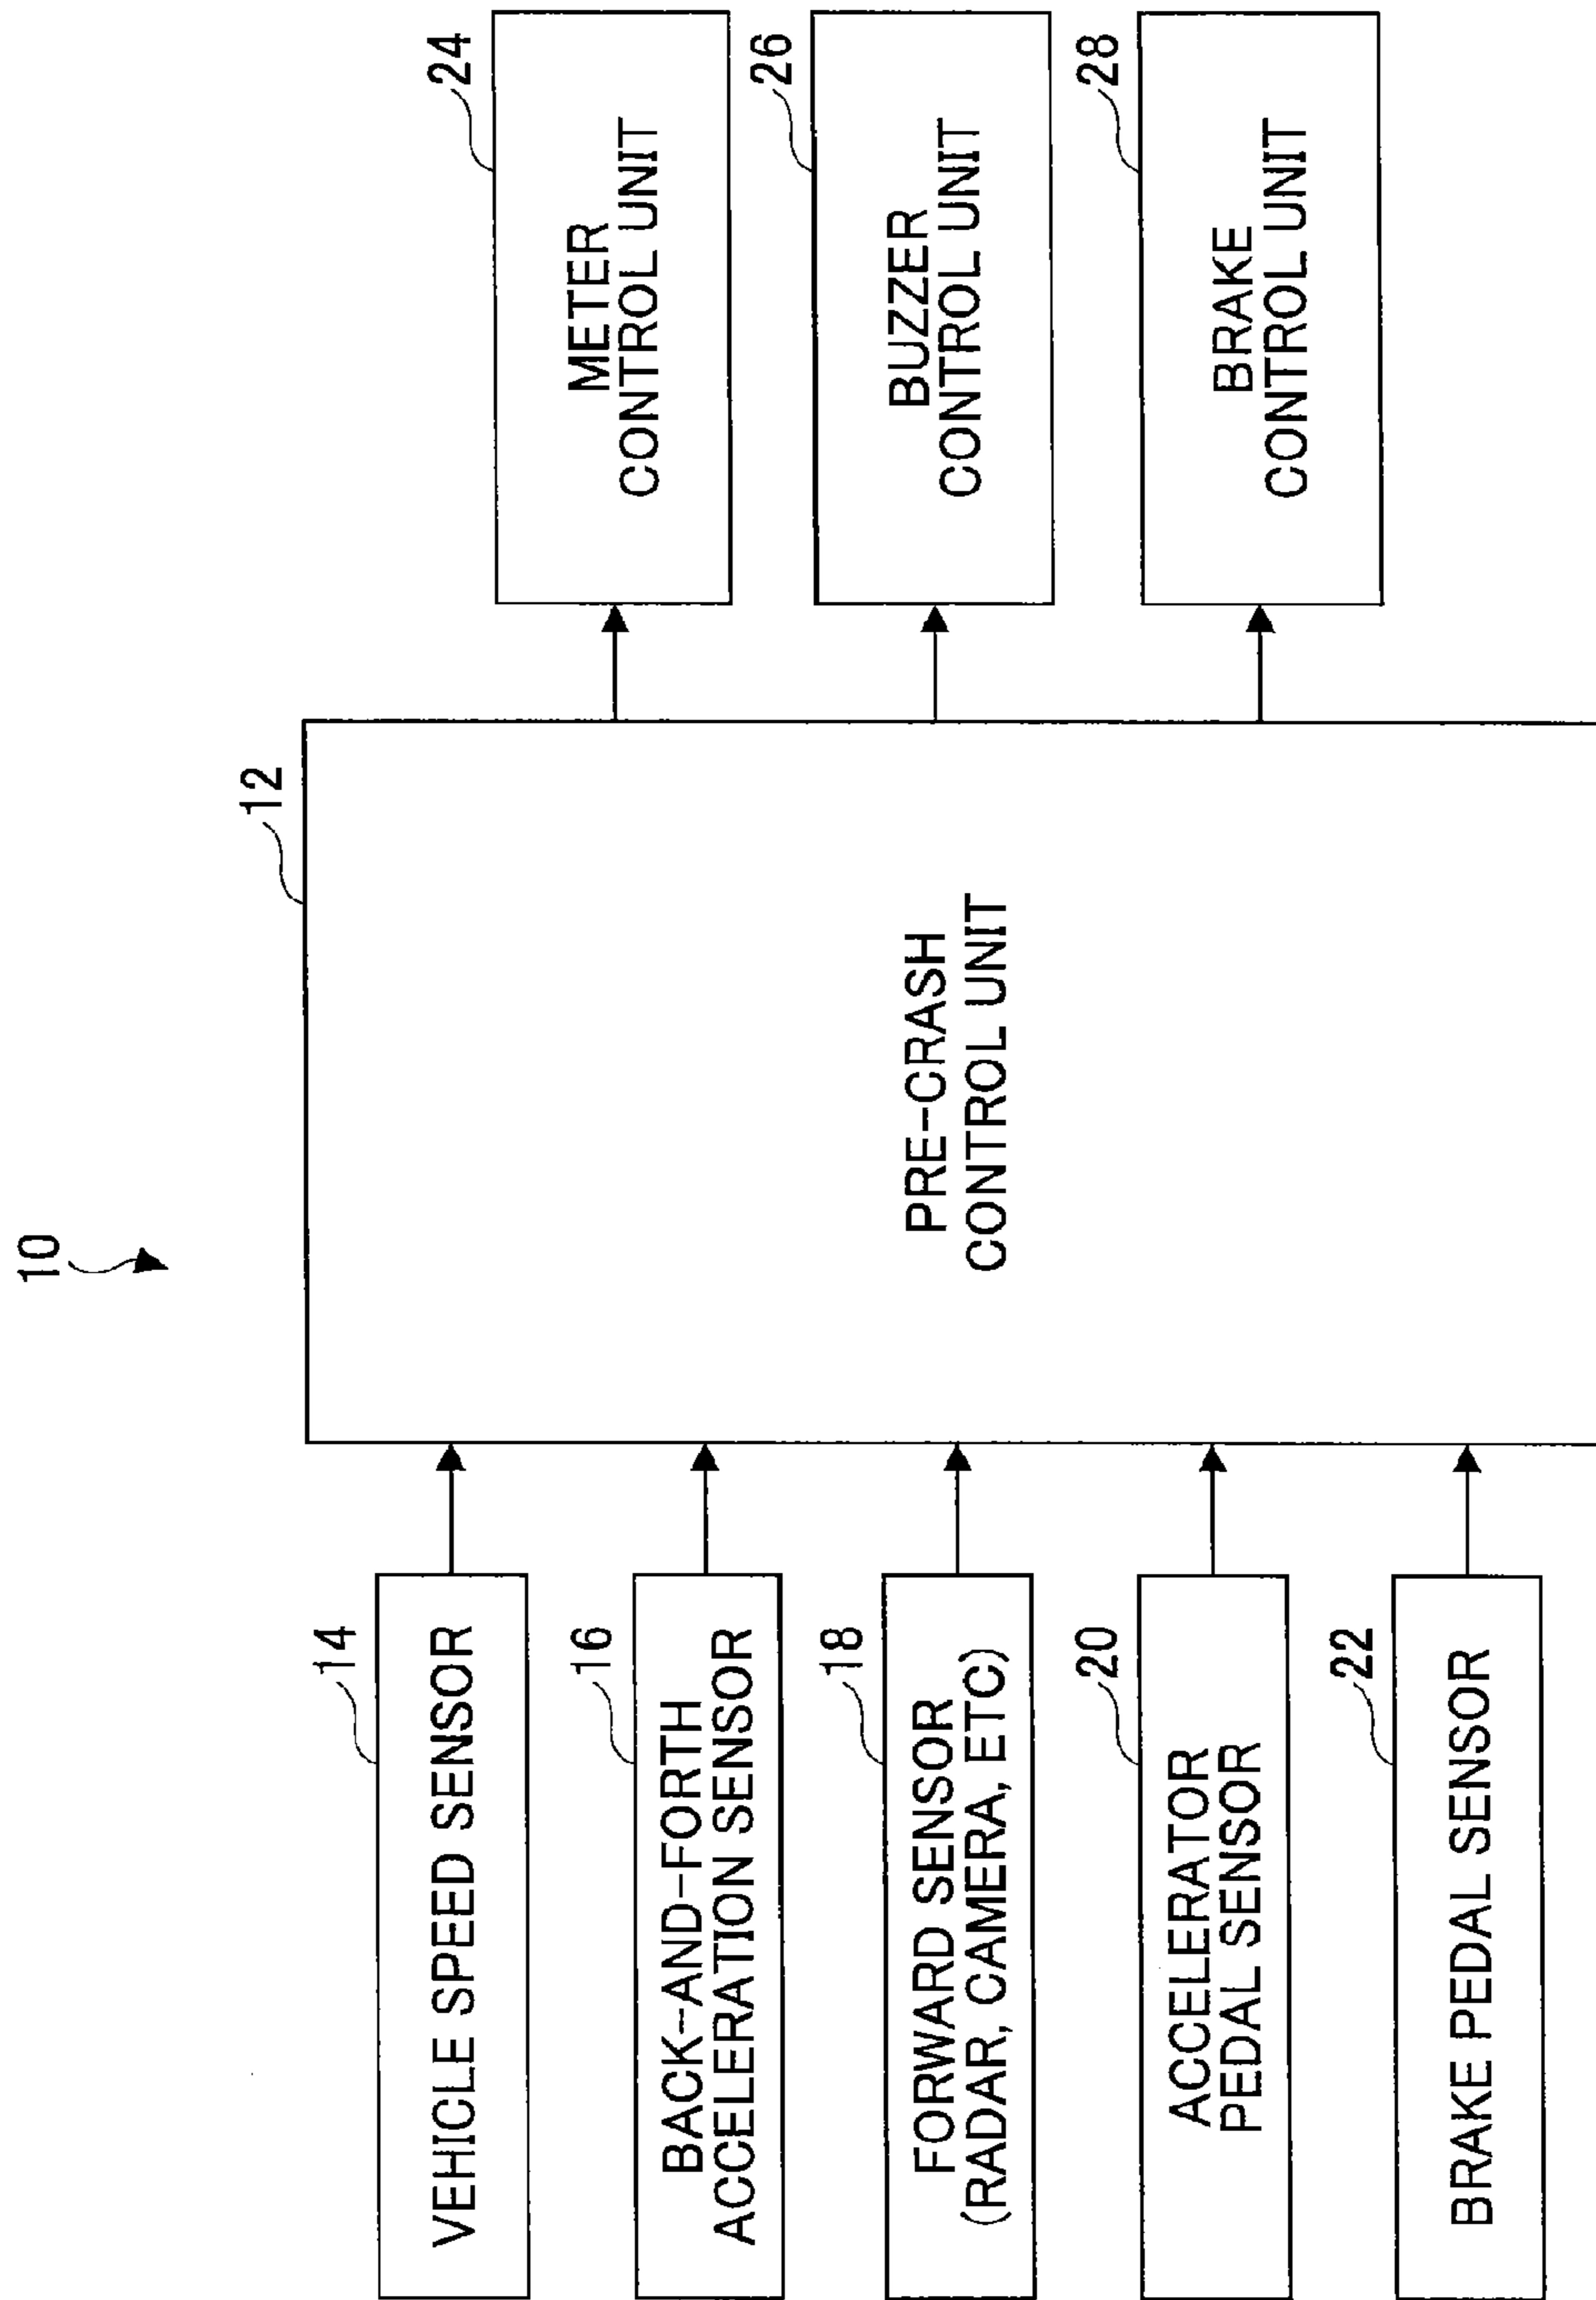 10
12
PRE-CRASH
CONTROL UNIT
14
VEHICLE SPEED SENSOR
16
BACK-AND-FORTH
ACCELERATION SENSOR
18
FORWARD SENSOR
(RADAR, CAMERA, ETC)
20
ACCELERATOR
PEDAL SENSOR
22
BRAKE PEDAL SENSOR
24
METER
CONTROL UNIT
26
BUZZER
CONTROL UNIT
28
BRAKE
CONTROL UNIT